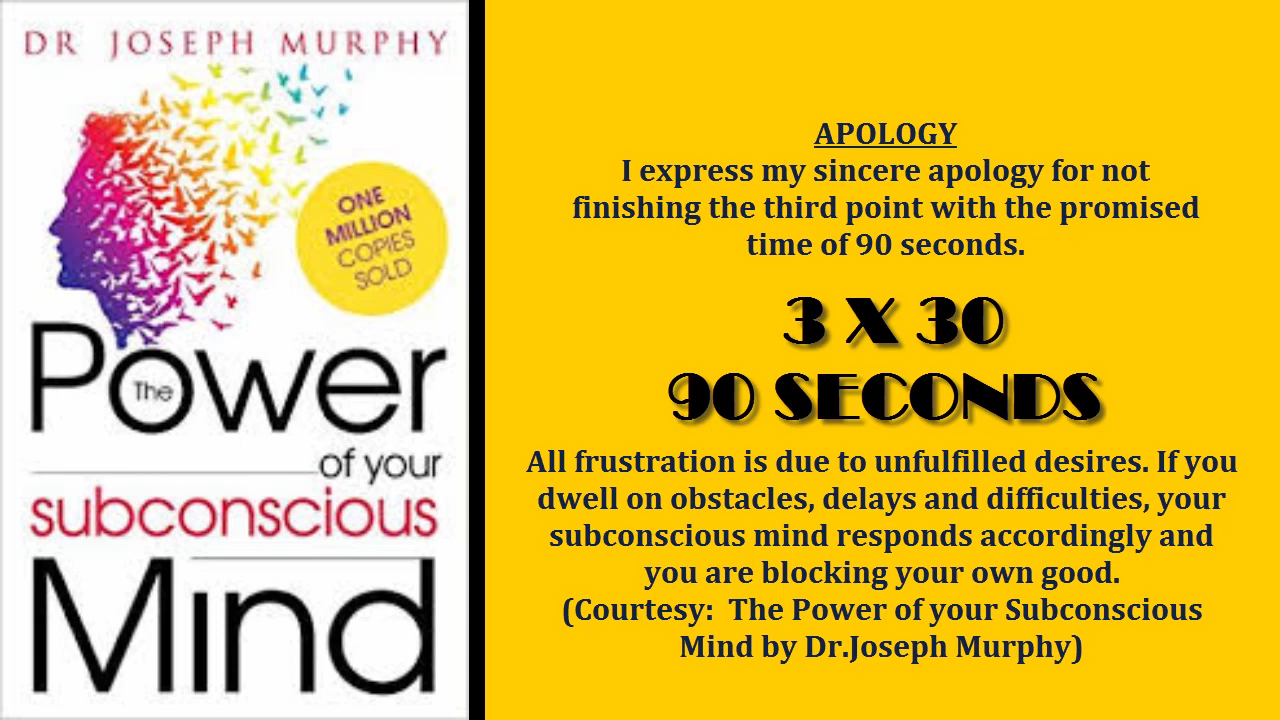 DR JOSEPH MURPHY
ONE
MILLION
COPIES
SOLD
The
Power
of your
subconscious
Mind
APOLOGY
I express my sincere apology for not
finishing the third point with the promised
time of 90 seconds.
3 X 30
90 SECONDS
All frustration is due to unfulfilled desires. If you
dwell on obstacles, delays and difficulties, your
subconscious mind responds accordingly and
you are blocking your own good.
(Courtesy:  The Power of your Subconscious
Mind by Dr.Joseph Murphy)